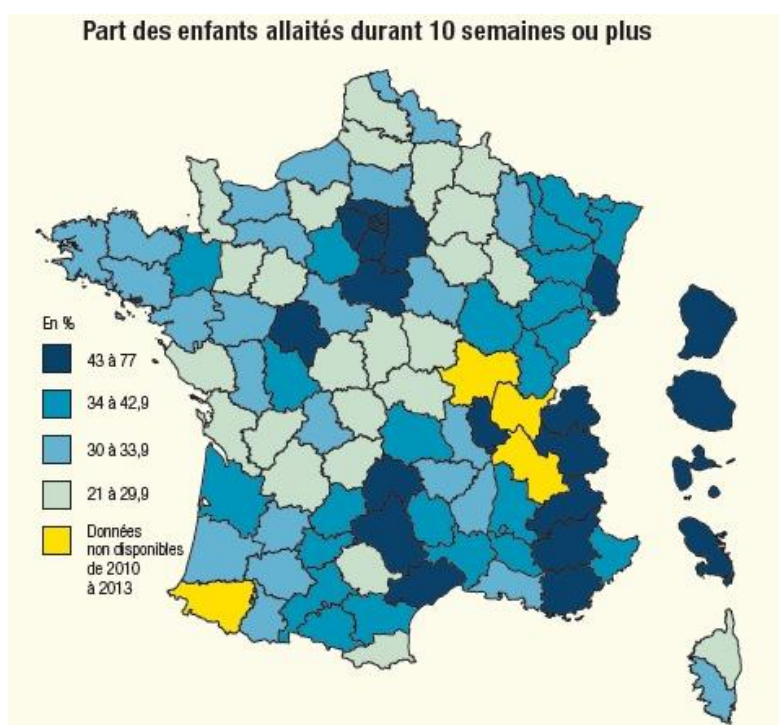 Part des enfants allaités durant 10 semaines ou plus
En %
43 à 77
34 à 42,9
30 à 33,9
21 à 29,9
Données
non disponibles
de 2010
à 2013